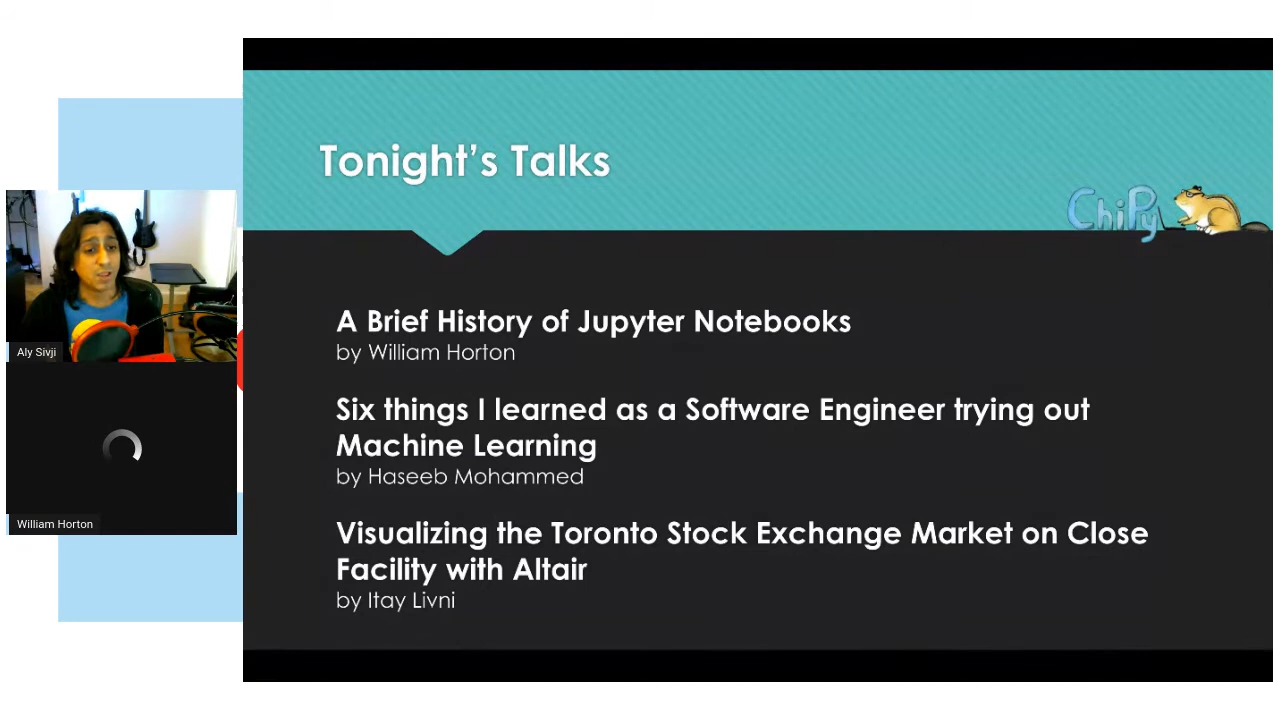 Tonight's Talks
ChiPy
A Brief History of Jupyter Notebooks
by William Horton
Six things I learned as a Software Engineer trying out
Machine Learning
by Haseeb Mohammed
Visualizing the Toronto Stock Exchange Market on Close
Facility with Altair
by Itay Livni
Aly Sivji
William Horton